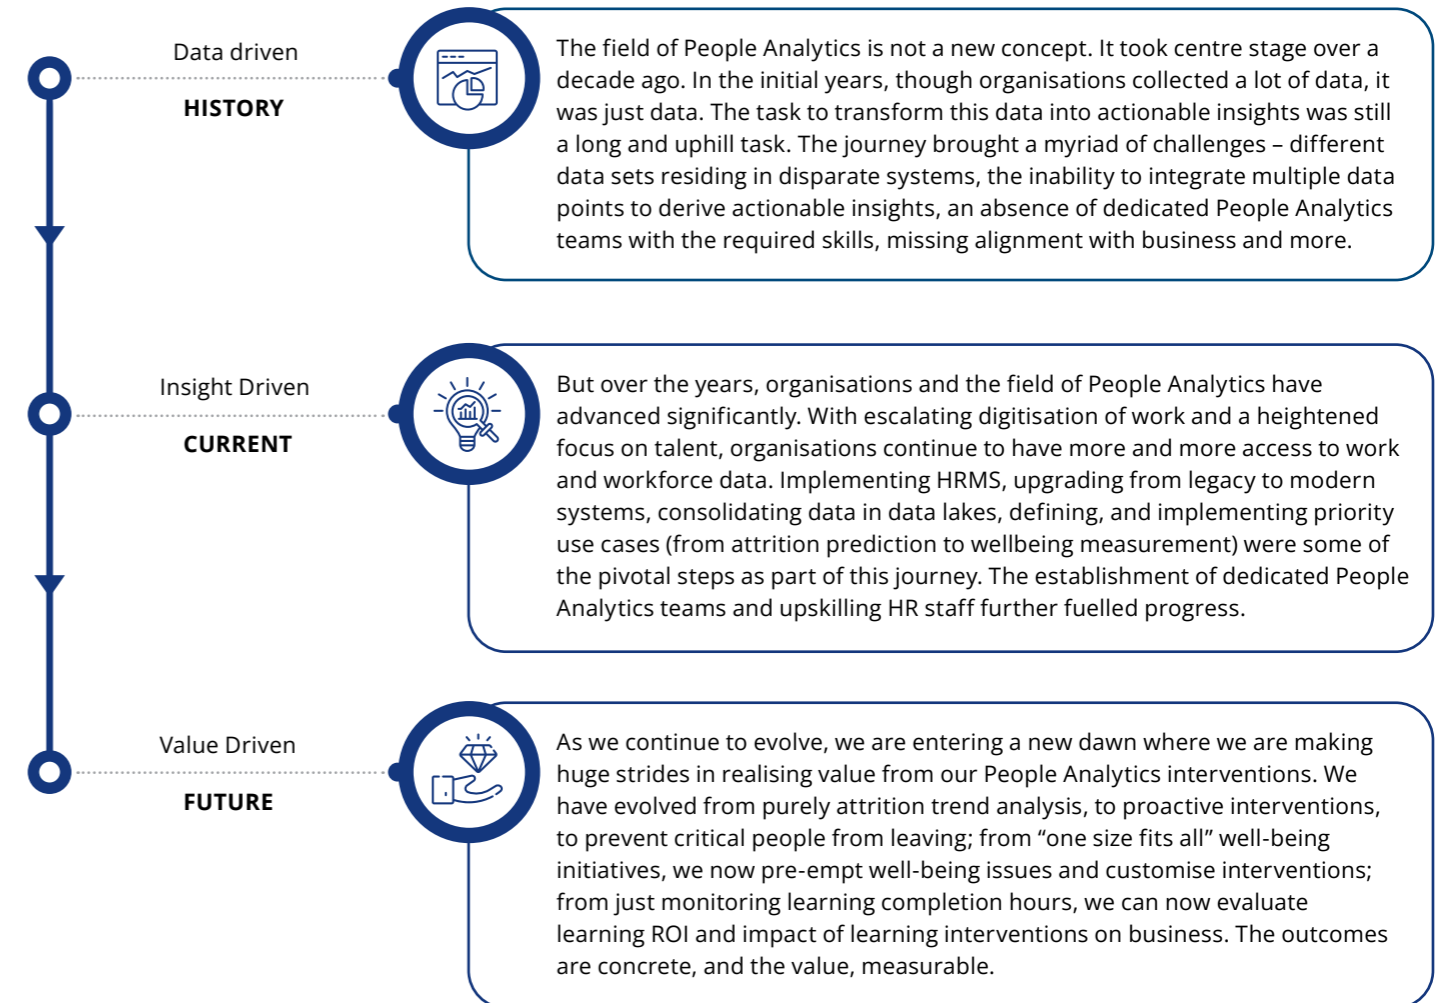 Data driven
HISTORY
The field of People Analytics is not a new concept. It took centre stage over a
decade ago. In the initial years, though organisations collected a lot of data, it
was just data. The task to transform this data into actionable insights was still
a long and uphill task. The journey brought a myriad of challenges – different
data sets residing in disparate systems, the inability to integrate multiple data
points to derive actionable insights, an absence of dedicated People Analytics
teams with the required skills, missing alignment with business and more.
Insight Driven
CURRENT
But over the years, organisations and the field of People Analytics have
advanced significantly. With escalating digitisation of work and a heightened
focus on talent, organisations continue to have more and more access to work
and workforce data. Implementing HRMS, upgrading from legacy to modern
systems, consolidating data in data lakes, defining, and implementing priority
use cases (from attrition prediction to wellbeing measurement) were some of
the pivotal steps as part of this journey. The establishment of dedicated People
Analytics teams and upskilling HR staff further fuelled progress.
Value Driven
FUTURE
As we continue to evolve, we are entering a new dawn where we are making
huge strides in realising value from our People Analytics interventions. We
have evolved from purely attrition trend analysis, to proactive interventions,
to prevent critical people from leaving; from “one size fits all” well-being
initiatives, we now pre-empt well-being issues and customise interventions;
from just monitoring learning completion hours, we can now evaluate
learning ROI and impact of learning interventions on business. The outcomes
are concrete, and the value, measurable.